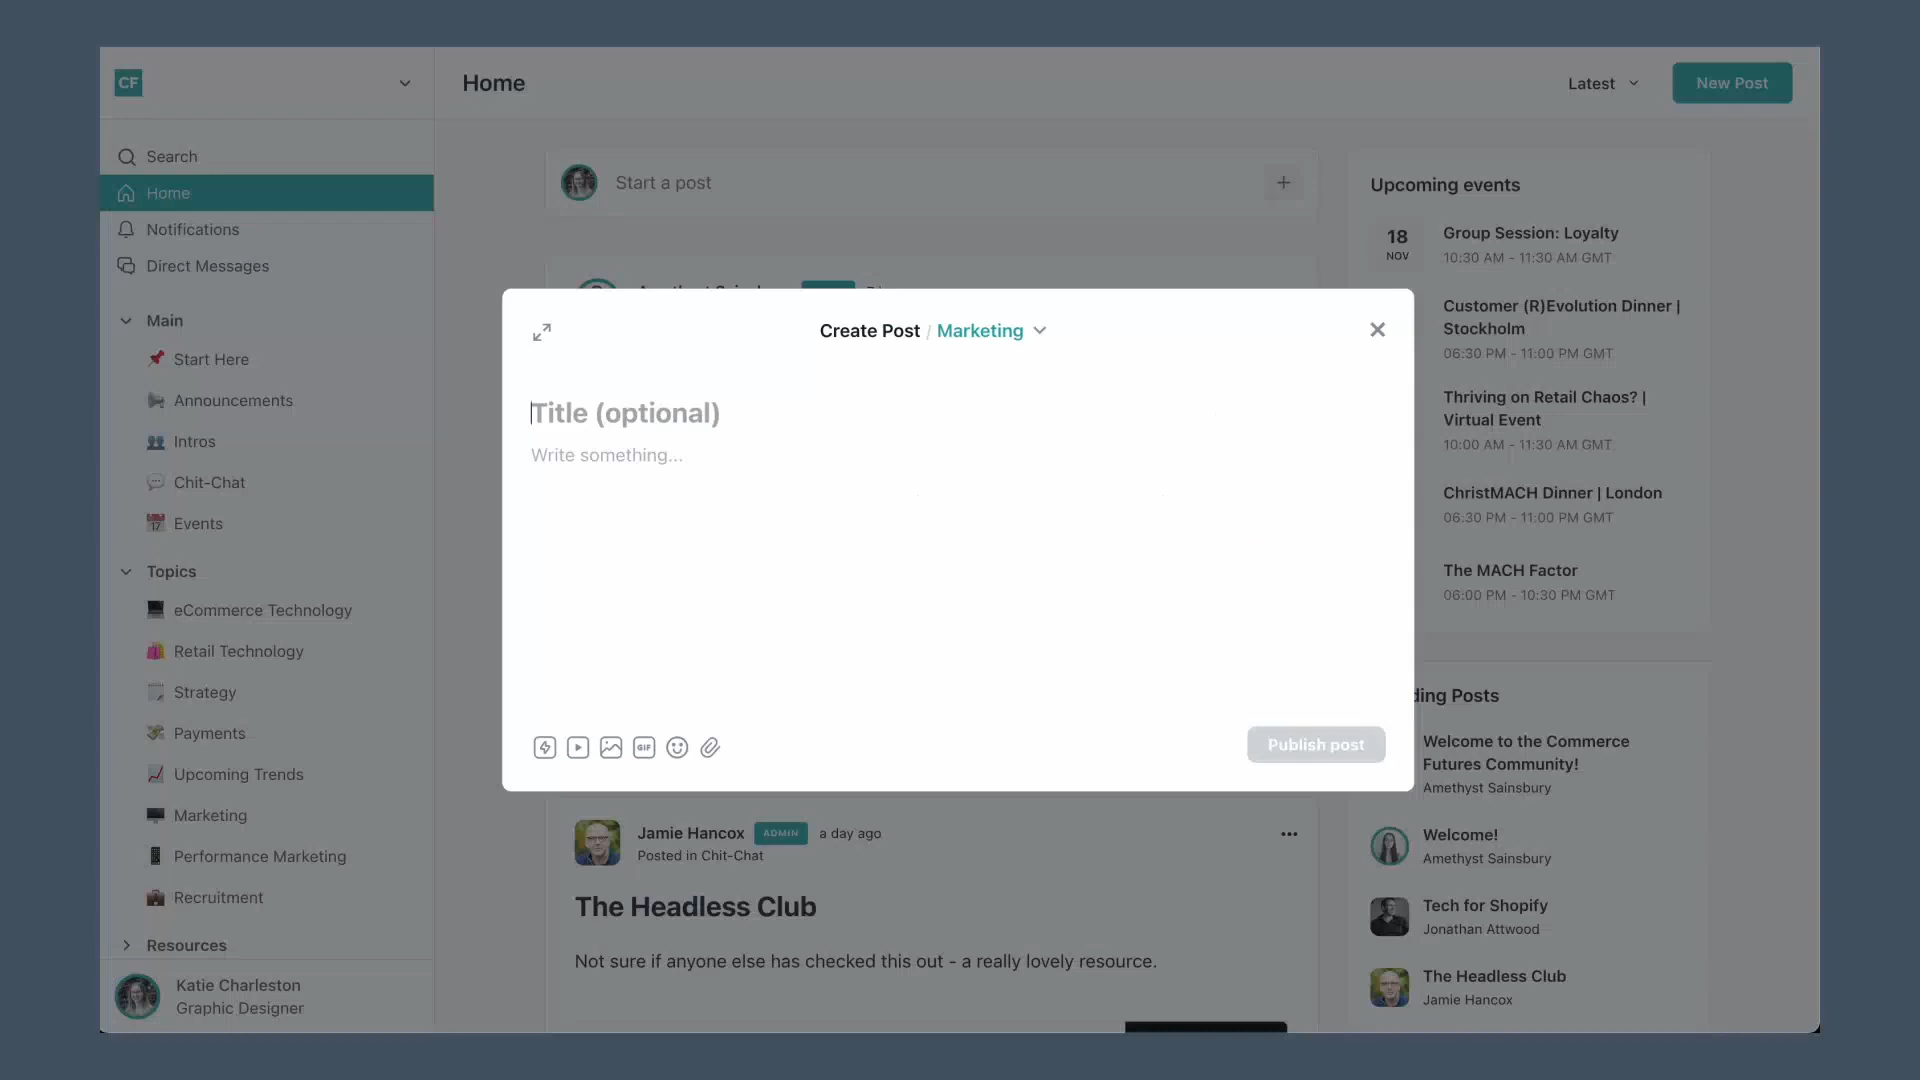 CF
Home
Latest
New Post
Search
Home
Notifications
Direct Messages
Main
Start Here
Announcements
Intros
Chit-Chat
17
Events
Topics
eCommerce Technology
Retail Technology
Strategy
Payments
Upcoming Trends
Marketing
Performance Marketing
Recruitment
Resources
Katie Charleston
Graphic Designer
Start a post
+
Create Post / Marketing
Title (optional)
Write something...
GIF
Publish post
Jamie Hancox ADMIN a day ago
Posted in Chit-Chat
The Headless Club
Not sure if anyone else has checked this out - a really lovely resource.
Upcoming events
18
NOV
Group Session: Loyalty
10:30 AM - 11:30 AM GMT
Customer (R)Evolution Dinner |
Stockholm
06:30 PM - 11:00 PM GMT
Thriving on Retail Chaos? |
Virtual Event
10:00 AM - 11:30 AM GMT
ChristMACH Dinner | London
06:30 PM - 11:00 PM GMT
The MACH Factor
06:00 PM - 10:30 PM GMT
ding Posts
Welcome to the Commerce
Futures Community!
Amethyst Sainsbury
Welcome!
Amethyst Sainsbury
Tech for Shopify
Jonathan Attwood
The Headless Club
Jamie Hancox